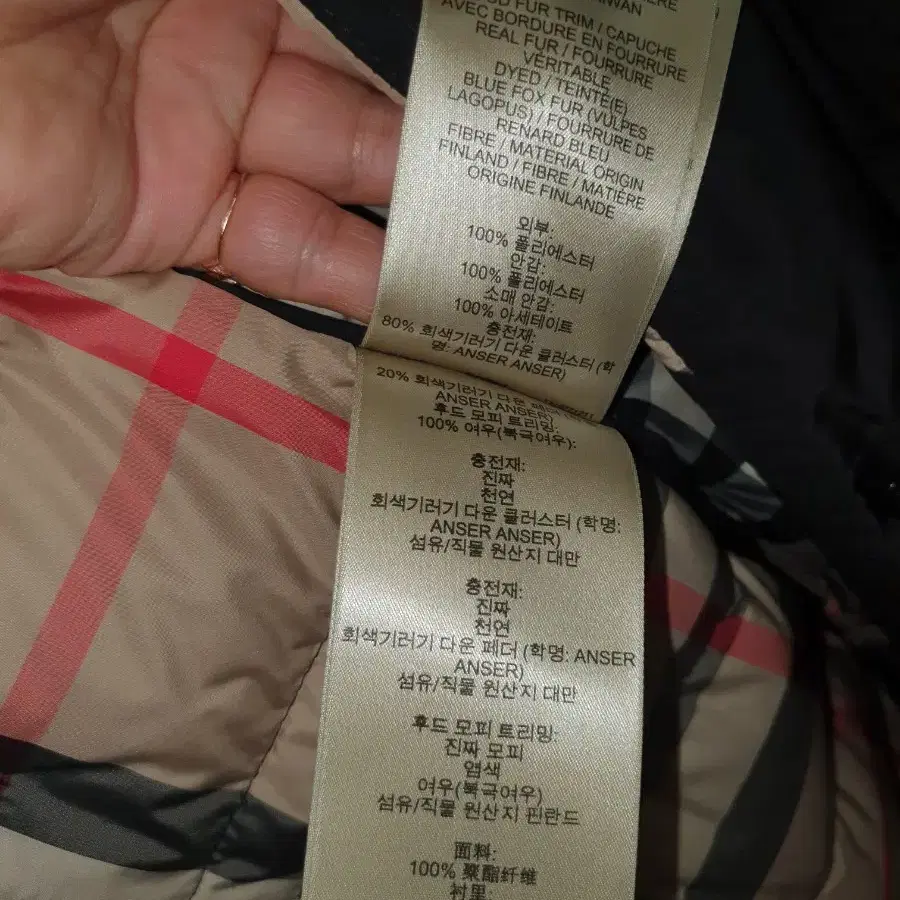 TAIWAN
FUR TRIM / CAPUCHE
AVEC BORDURE EN FOURRURE
REAL FUR / FOURRURE
VERITABLE
DYED / TEINTÉ(E)
BLUE FOX FUR (VULPES
LAGOPUS) / FOURRURE DE
RENARD BLEU
FIBRE / MATERIAL ORIGIN
FINLAND / FIBRE / MATIÈRE
ORIGINE FINLANDE
외부:
100% 폴리에스터
안감:
100% 폴리에스터
소매 안감:
100% 아세테이트
충전재:
80% 회색기러기 다운 클러스터 (학
명: ANSER ANSER)
20% 회색기러기 다운 페더
ANSER ANSER)
후드 모피 트리밍:
100% 여우(북극여우):
충전재:
진짜
천연
회색기러기 다운 클러스터 (학명:
ANSER ANSER)
섬유/직물 원산지 대만
충전재:
진짜
천연
회색기러기 다운 페더 (학명: ANSER
ANSER)
섬유/직물 원산지 대만
후드 모피 트리밍:
진짜 모피
염색
여우(북극여우)
섬유/직물 원산지 핀란드
面料:
100% 聚酯纤维
衬里: